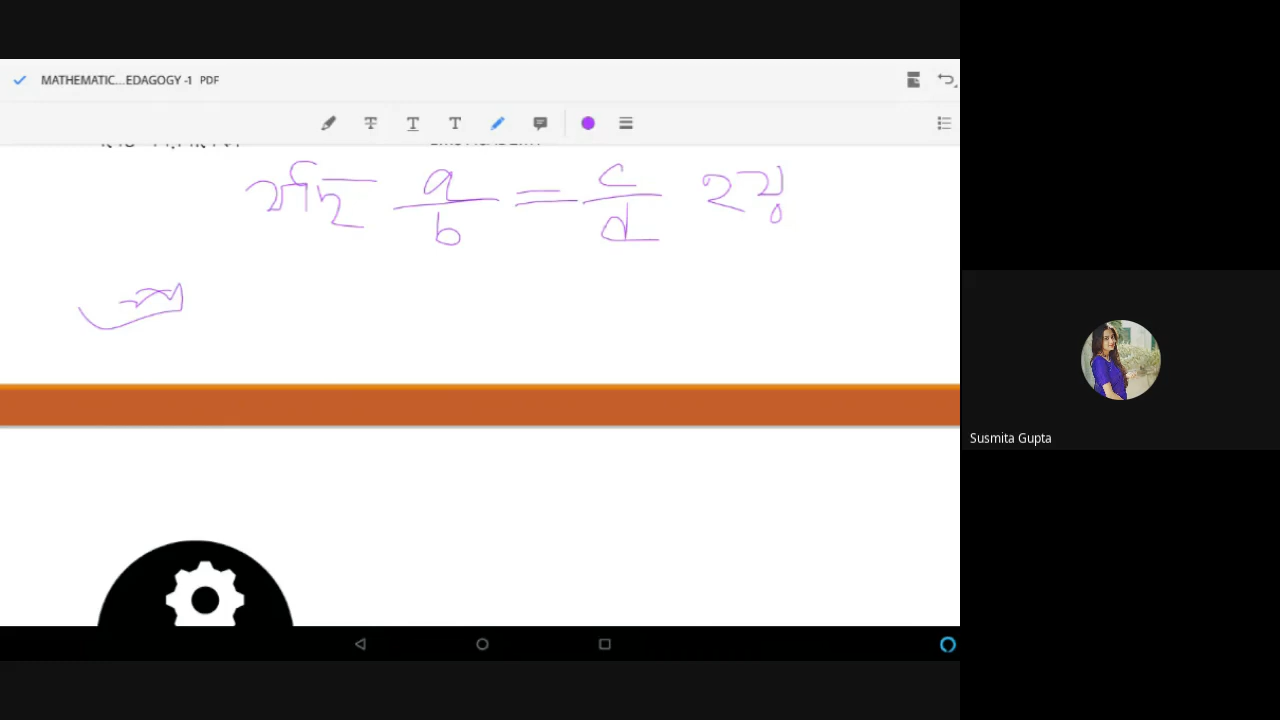 MATHEMATIC...EDAGOGY -1 PDF
যদি a/b = c/d হয়
Susmita Gupta